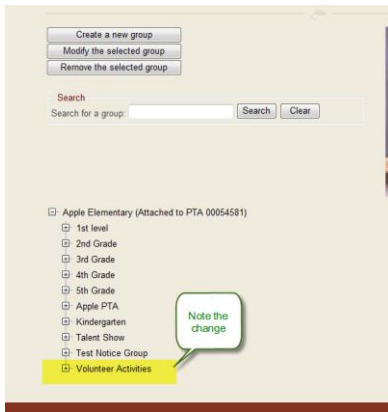 Create a new group
Modify the selected group
Remove the selected group
Search
Search for a group:
Search
Clear
Apple Elementary (Attached to PTA 00054581)
1st level
2nd Grade
3rd Grade
4th Grade
5th Grade
Apple PTA
Kindergarten
Talent Show
Test Notice Group
Volunteer Activities
Note the
change